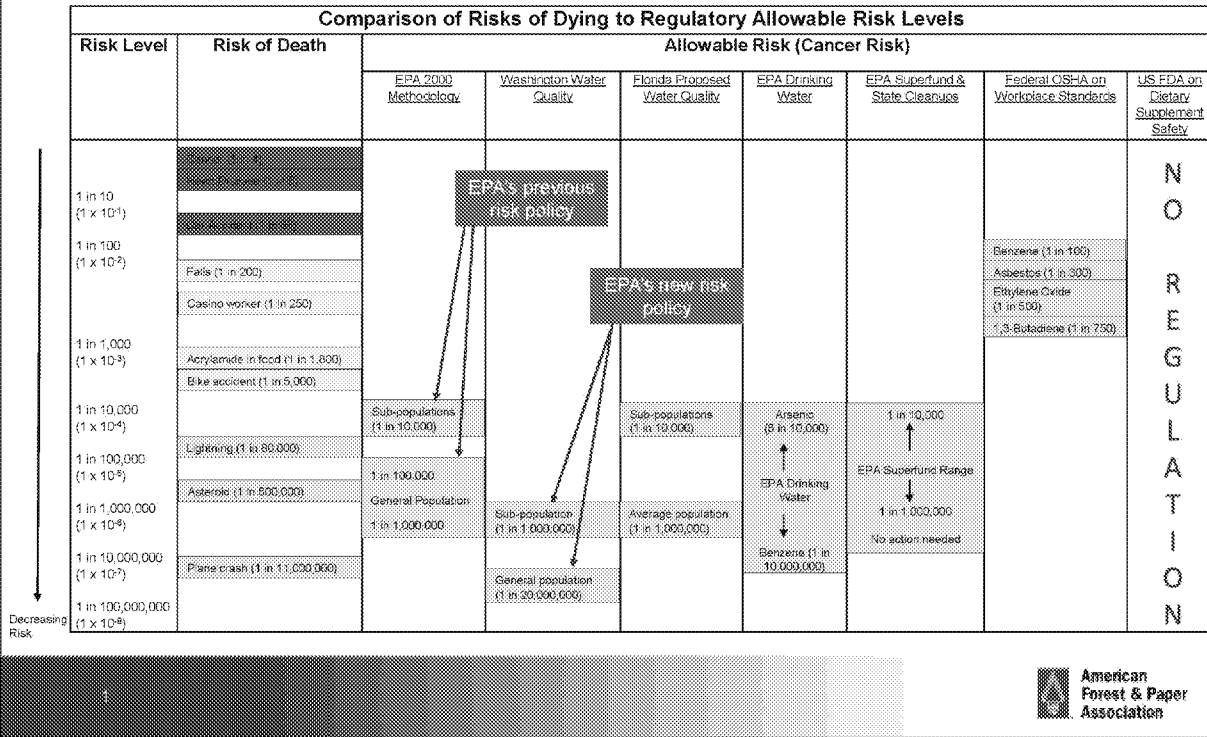 Comparison of Risks of Dying to Regulatory Allowable Risk Levels
Risk Level
Risk of Death
Allowable Risk (Cancer Risk)
EPA 2000
Methodology
Washington Water
Quality
Florida Proposed
Water Quality
EPA Drinking
Water
EPA Superfund &
State Cleanups
Federal OSHA on
Workplace Standards
US FDA on
Dietary
Supplement
Safety
1 in 10
(1 x 10-1)
1 in 100
(1 x 10-2)
1 in 1,000
(1 x 10-3)
1 in 10,000
(1 x 10-4)
1 in 100,000
(1 x 10-5)
1 in 1,000,000
(1 x 10-6)
1 in 10,000,000
(1 x 10-7)
1 in 100,000,000
(1 x 10-8)
Decreasing
Risk
Falls (1 in 200)
Casino worker (1 in 250)
Acrylamide in food (1 in 1,800)
Bike accident (1 in 5,000)
Lightning (1 in 80,000)
Asteroid (1 in 500,000)
Plane crash (1 in 11,000,000)
EPA's previous
risk policy
EPA's new risk
policy
Sub-populations
(1 in 10,000)
1 in 100,000
General Population
1 in 1,000,000
Sub-population
(1 in 1,000,000)
General population
(1 in 20,000,000)
Sub-populations
(1 in 10,000)
Average population
(1 in 1,000,000)
Arsenic
(5 in 10,000)
EPA Drinking
Water
Benzene (1 in
10,000,000)
1 in 10,000
EPA Superfund Range
1 in 1,000,000
No action needed
Benzene (1 in 100)
Asbestos (1 in 300)
Ethylene Oxide
(1 in 500)
1,3-Butadiene (1 in 750)
NO REGULATION
1
American
Forest & Paper
Association